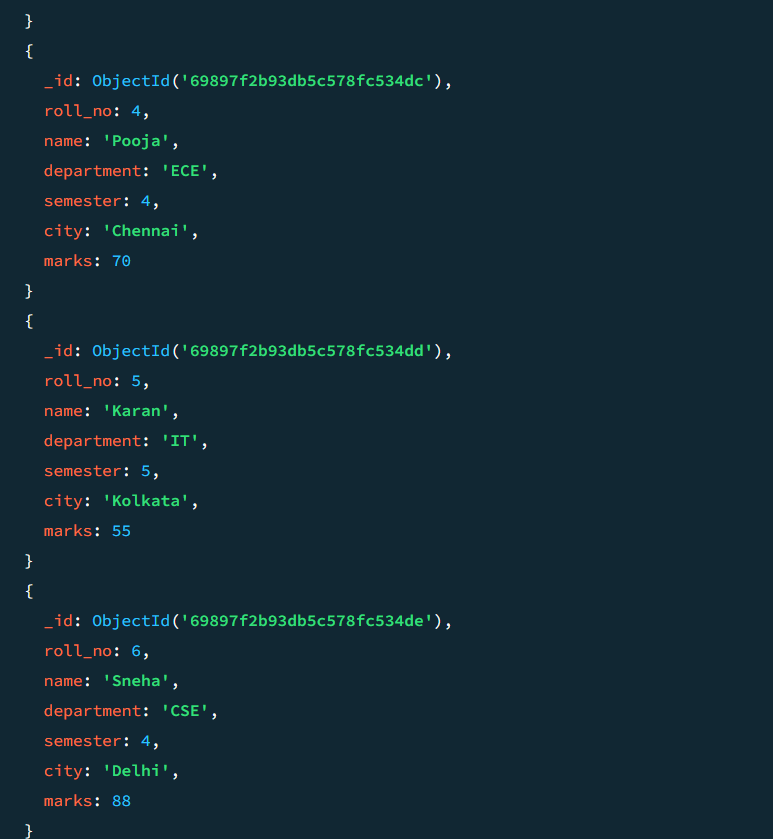 }
{
  _id: ObjectId('69897f2b93db5c578fc534dc'),
  roll_no: 4,
  name: 'Pooja',
  department: 'ECE',
  semester: 4,
  city: 'Chennai',
  marks: 70
}
{
  _id: ObjectId('69897f2b93db5c578fc534dd'),
  roll_no: 5,
  name: 'Karan',
  department: 'IT',
  semester: 5,
  city: 'Kolkata',
  marks: 55
}
{
  _id: ObjectId('69897f2b93db5c578fc534de'),
  roll_no: 6,
  name: 'Sneha',
  department: 'CSE',
  semester: 4,
  city: 'Delhi',
  marks: 88
}